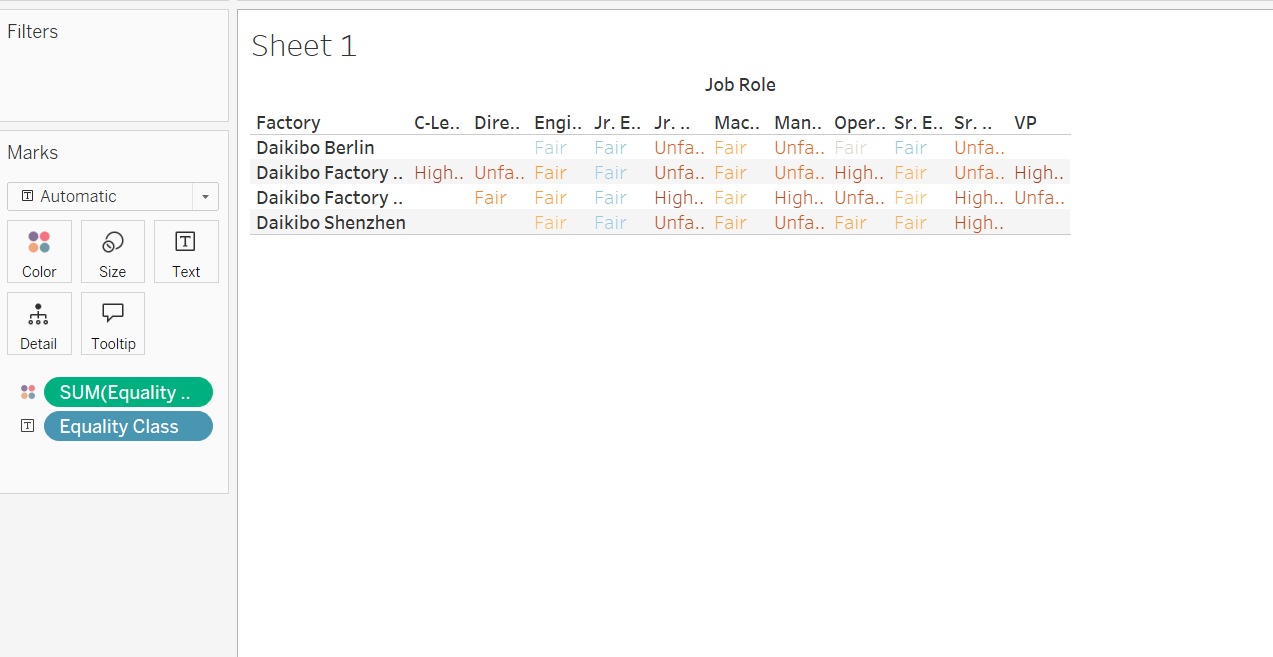 Filters
Marks
Automatic
Color Size Text
Detail Tooltip
SUM(Equality ..
Equality Class
Sheet 1
Job Role
Factory C-Le.. Dire.. Engi.. Jr. E.. Jr. .. Mac.. Man.. Oper.. Sr. E.. Sr. .. VP
Daikibo Berlin Fair Fair Unfa.. Fair Unfa.. Fair Fair Unfa..
Daikibo Factory .. High.. Unfa.. Fair Fair Unfa.. Fair Unfa.. High.. Fair Unfa.. High..
Daikibo Factory .. Fair Fair Fair High.. Fair High.. Unfa.. Fair High.. Unfa..
Daikibo Shenzhen Fair Fair Unfa.. Fair Unfa.. Fair Fair High..